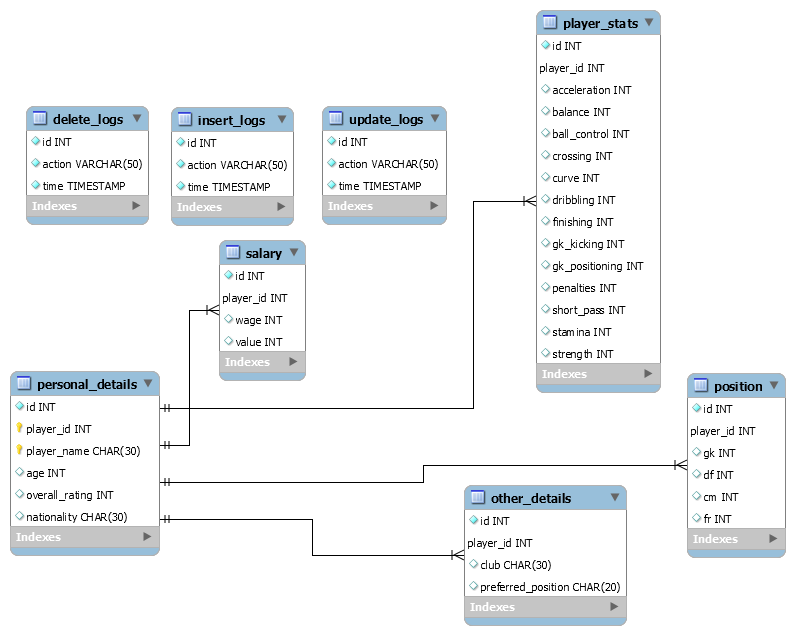 player_stats
id INT
player_id INT
acceleration INT
balance INT
ball_control INT
crossing INT
curve INT
dribbling INT
finishing INT
gk_kicking INT
gk_positioning INT
penalties INT
short_pass INT
stamina INT
strength INT
Indexes
delete_logs
id INT
action VARCHAR(50)
time TIMESTAMP
Indexes
insert_logs
id INT
action VARCHAR(50)
time TIMESTAMP
Indexes
update_logs
id INT
action VARCHAR(50)
time TIMESTAMP
Indexes
salary
id INT
player_id INT
wage INT
value INT
Indexes
personal_details
id INT
player_id INT
player_name CHAR(30)
age INT
overall_rating INT
nationality CHAR(30)
Indexes
position
id INT
player_id INT
gk INT
df INT
cm INT
fr INT
Indexes
other_details
id INT
player_id INT
club CHAR(30)
preferred_position CHAR(20)
Indexes